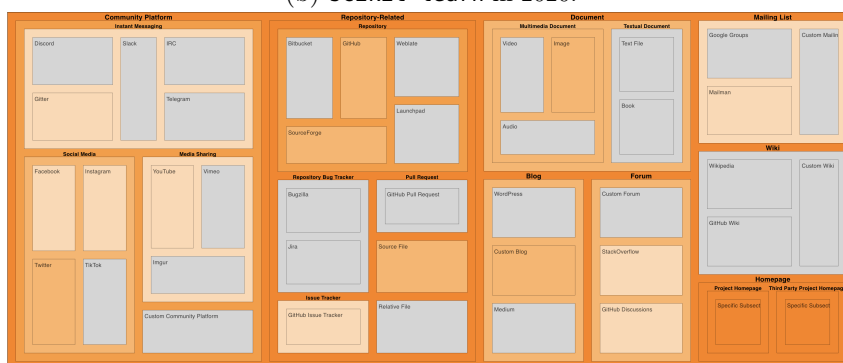 (b) scikit-learn in 2020.
Community Platform
Instant Messaging
Discord
Slack
IRC
Gitter
Telegram
Social Media
Facebook
Instagram
Twitter
TikTok
Media Sharing
YouTube
Vimeo
Imgur
Custom Community Platform
Repository-Related
Repository
Bitbucket
GitHub
Weblate
SourceForge
Launchpad
Repository Bug Tracker
Bugzilla
Jira
Pull Request
GitHub Pull Request
Source File
Issue Tracker
GitHub Issue Tracker
Relative File
Document
Multimedia Document
Video
Image
Audio
Textual Document
Text File
Book
Blog
WordPress
Custom Blog
Medium
Forum
Custom Forum
StackOverflow
GitHub Discussions
Mailing List
Google Groups
Custom Mailin
Mailman
Wiki
Wikipedia
Custom Wiki
GitHub Wiki
Homepage
Project Homepage
Specific Subsect
Third Party Project Homepage
Specific Subsect